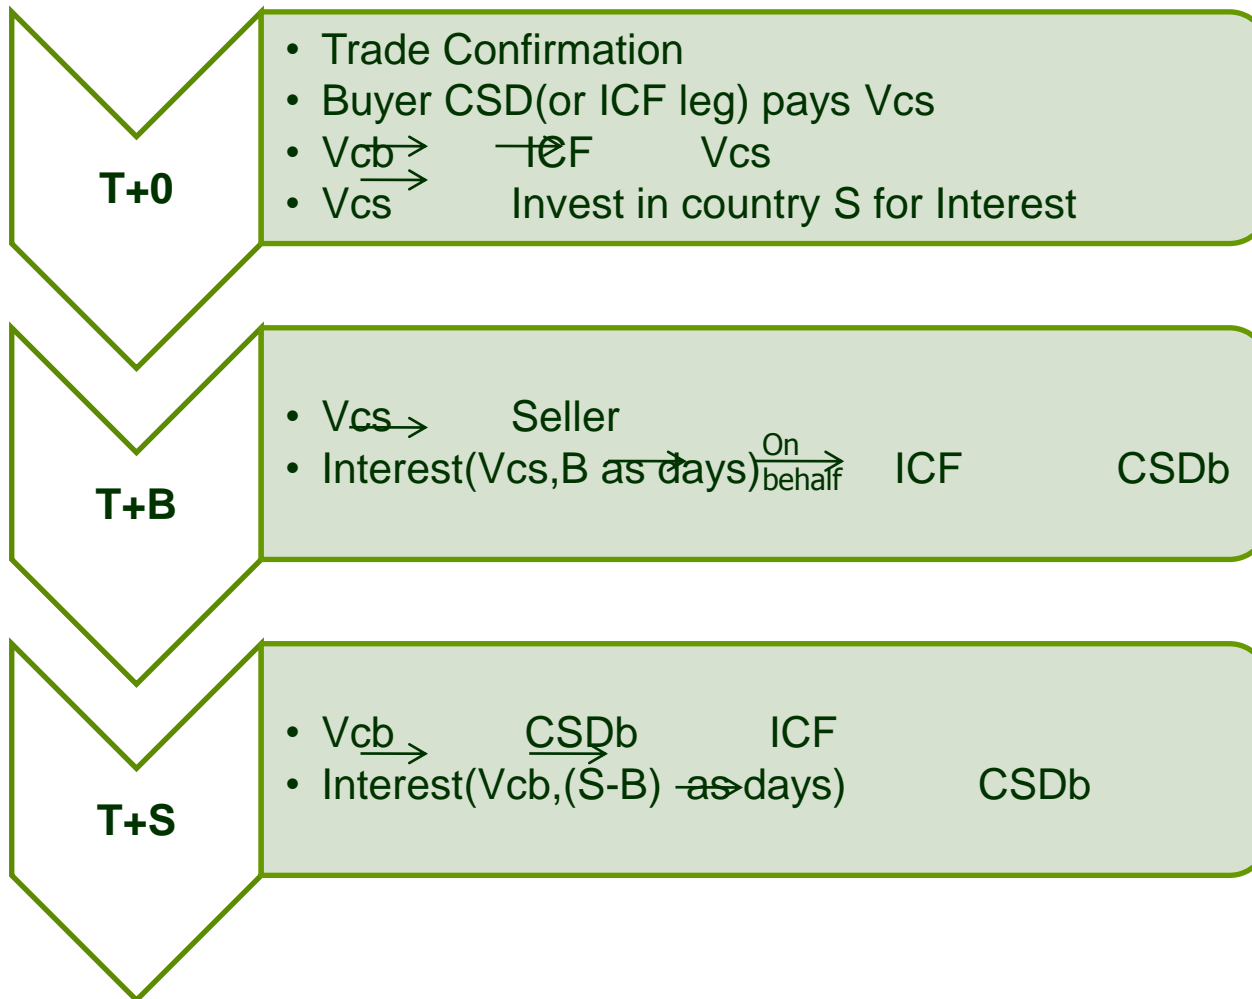 T+0
• Trade Confirmation
• Buyer CSD(or ICF leg) pays Vcs
• Vcb → → ICF Vcs
• Vcs → Invest in country S for Interest
T+B
• Vcs → Seller
• Interest(Vcs,B as days) → On behalf → ICF CSDb
T+S
• Vcb → CSDb → ICF
• Interest(Vcb,(S-B) as days) → CSDb